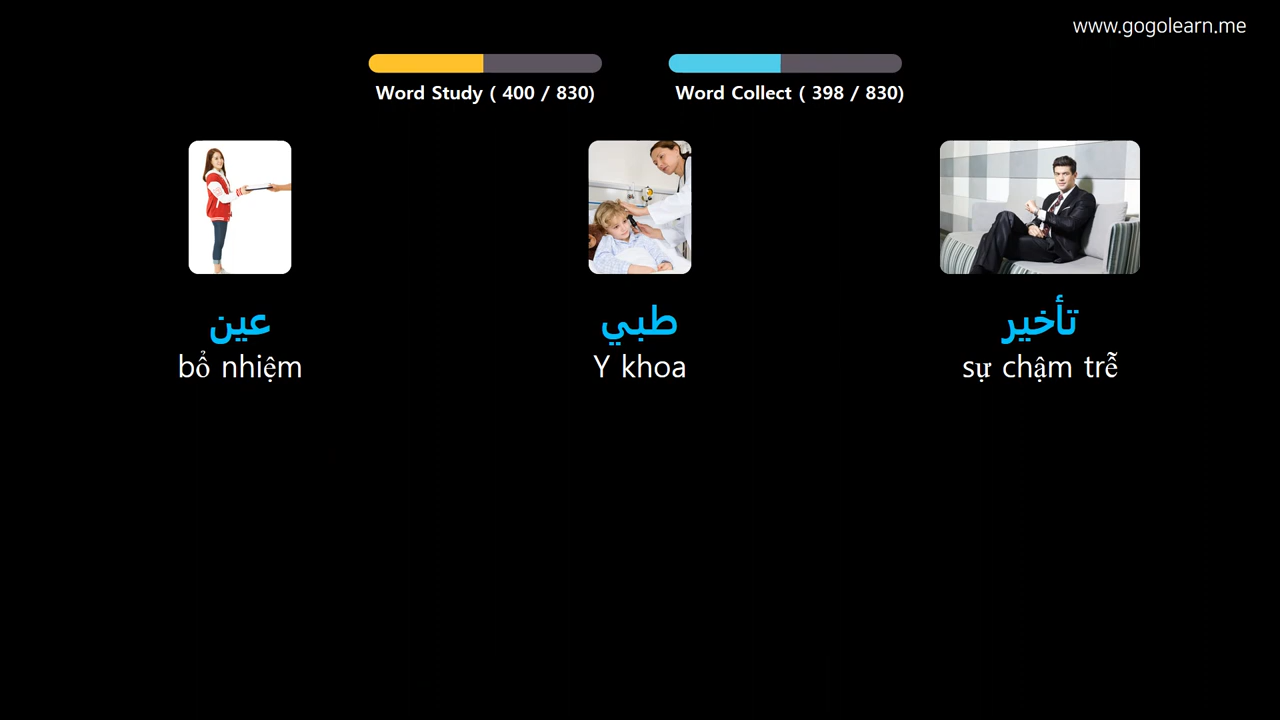 www.gogolearn.me
Word Study ( 400 / 830)
Word Collect ( 398 / 830)
عين
bổ nhiệm
طبي
Y khoa
تأخير
sự chậm trễ